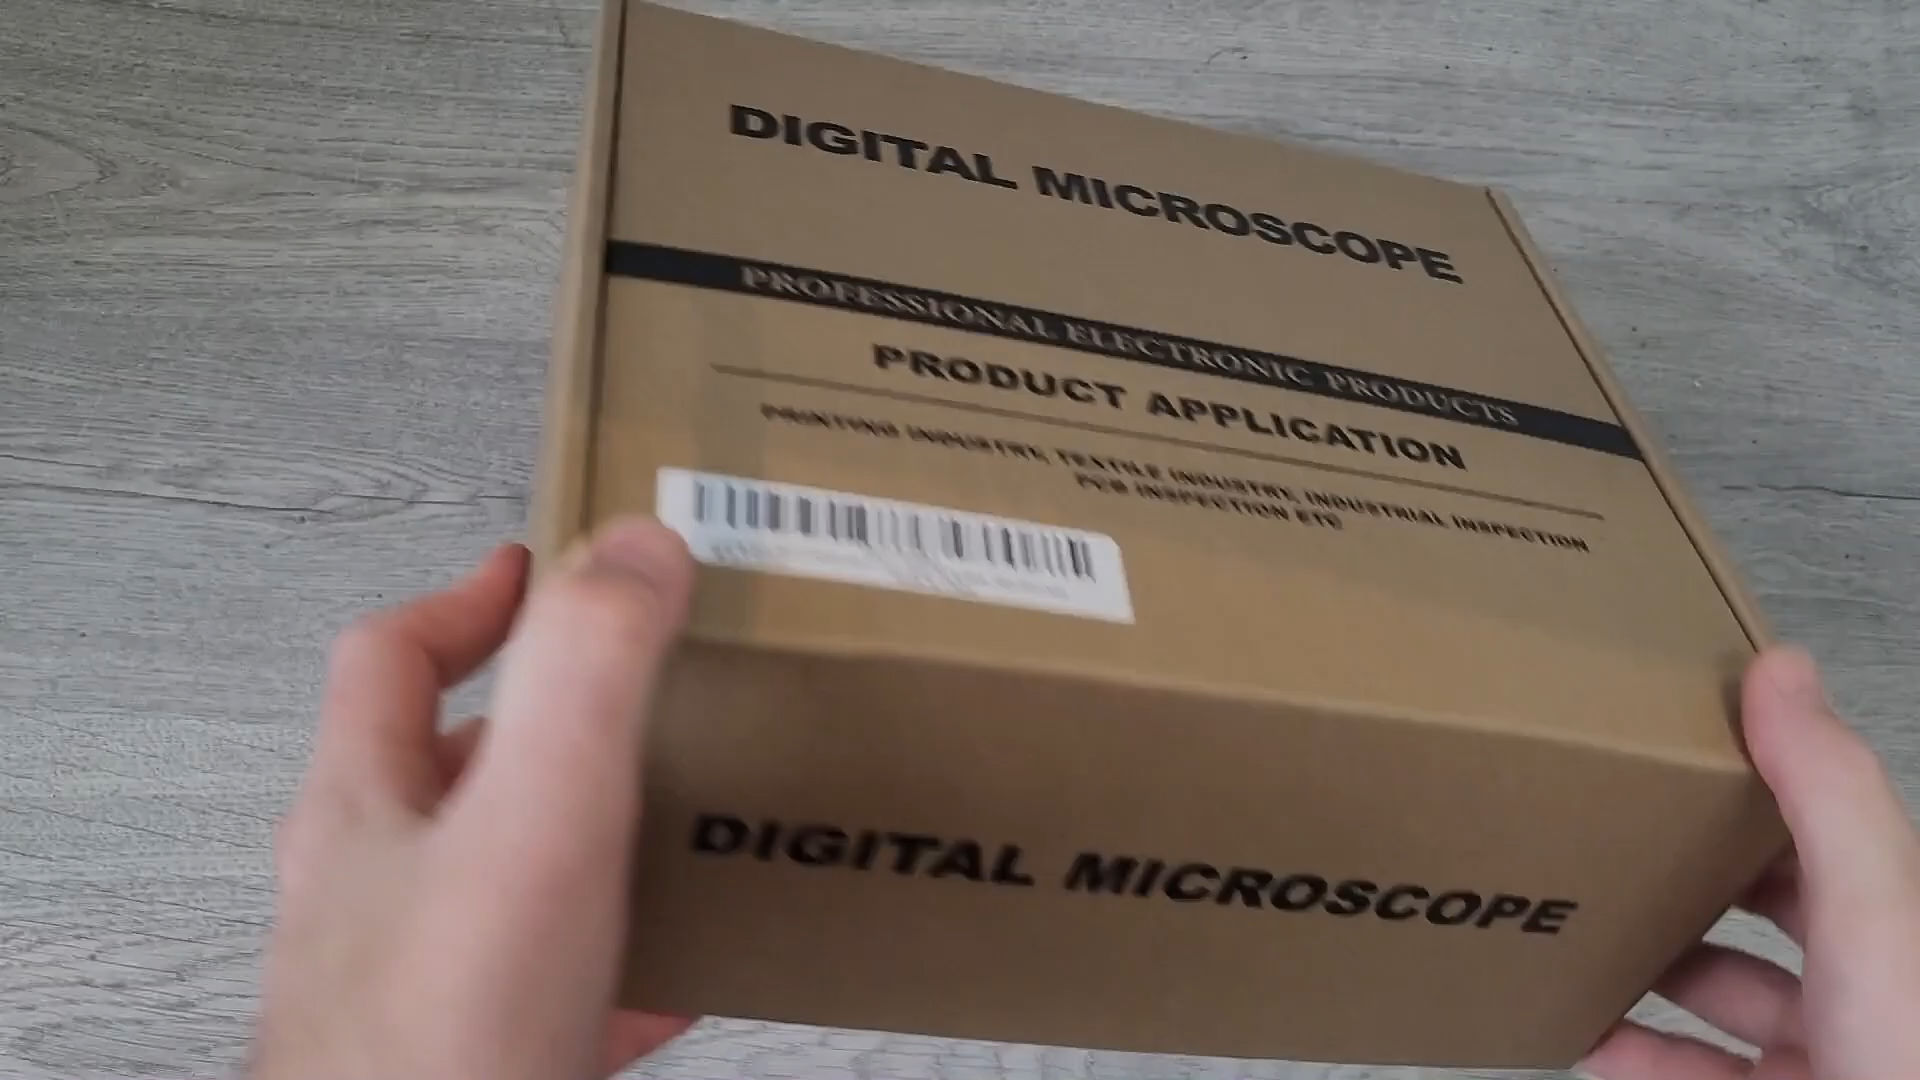 DIGITAL MICROSCOPE
PROFESSIONAL ELECTRONIC PRODUCTS
PRODUCT APPLICATION
PRINTING INDUSTRY, TEXTILE INDUSTRY, INDUSTRIAL INSPECTION
PCB INSPECTION ETC
DIGITAL MICROSCOPE